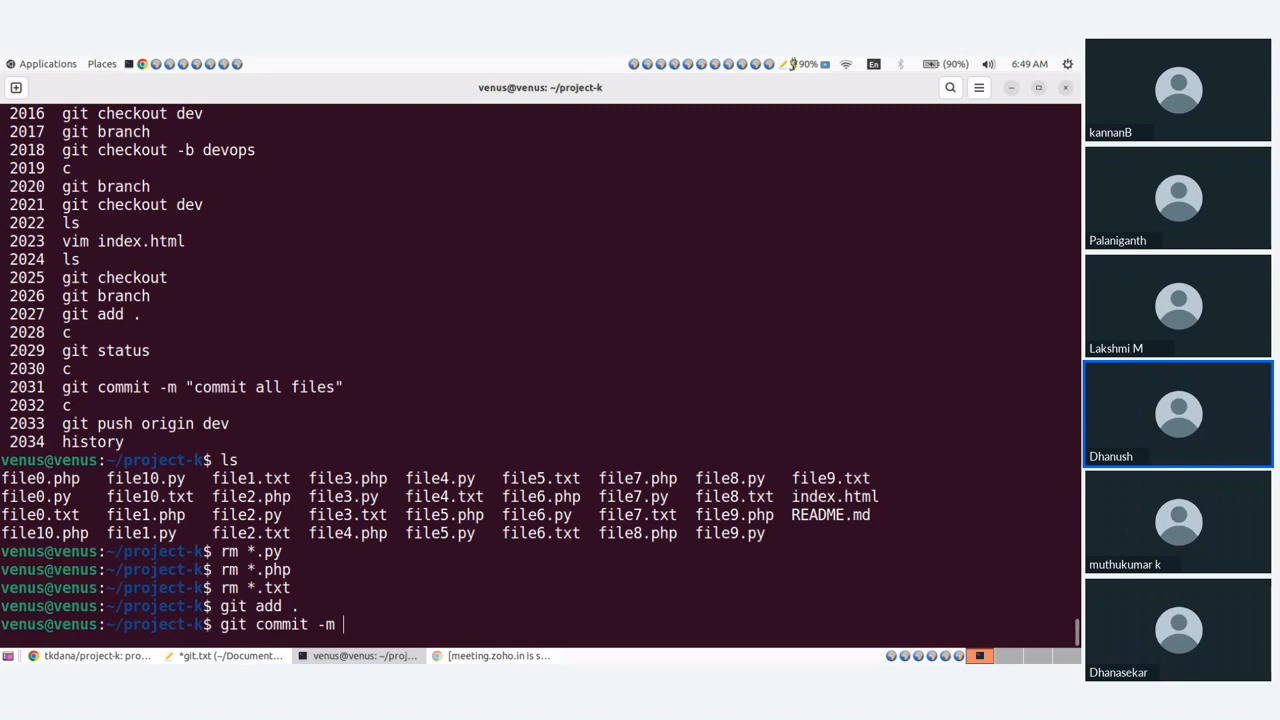 Applications Places 90% En (90%) 6:49 AM
venus@venus: ~/project-k
2016 git checkout dev
2017 git branch
2018 git checkout -b devops
2019 c
2020 git branch
2021 git checkout dev
2022 ls
2023 vim index.html
2024 ls
2025 git checkout
2026 git branch
2027 git add .
2028 c
2029 git status
2030 c
2031 git commit -m "commit all files"
2032 c
2033 git push origin dev
2034 history
venus@venus:~/project-k$ ls
file0.php file10.py file1.txt file3.php file4.py file5.txt file7.php file8.py file9.txt
file0.py file10.txt file2.php file3.py file4.txt file6.php file7.py file8.txt index.html
file0.txt file1.php file2.py file3.txt file5.php file6.py file7.txt file9.php README.md
file10.php file1.py file2.txt file4.php file5.py file6.txt file8.php file9.py
venus@venus:~/project-k$ rm *.py
venus@venus:~/project-k$ rm *.php
venus@venus:~/project-k$ rm *.txt
venus@venus:~/project-k$ git add .
venus@venus:~/project-k$ git commit -m
tkdana/project-k: pro... *git.txt (~/Document... venus@venus: ~/proj... [meeting.zoho.in is s...
kannanB
Palaniganth
Lakshmi M
Dhanush
muthukumar k
Dhanasekar